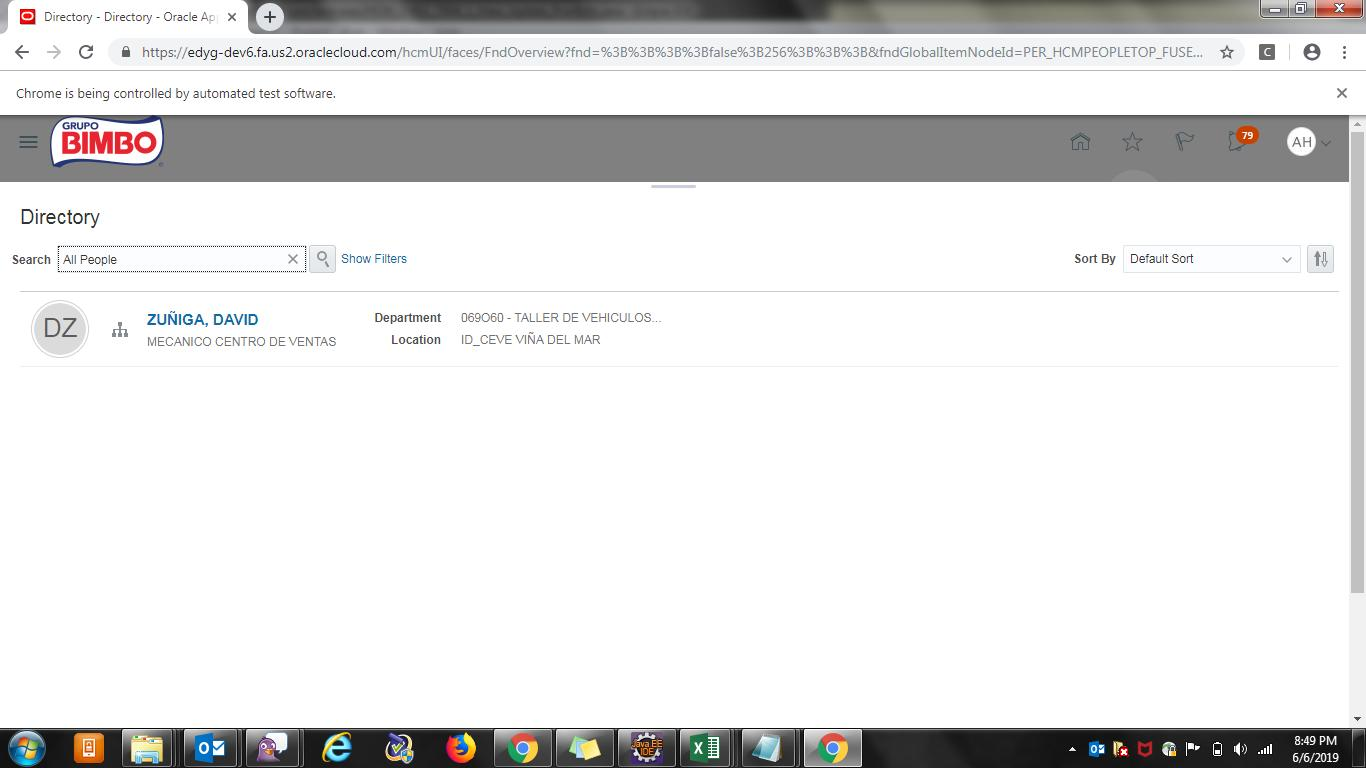 Directory - Directory - Oracle Ap
https://edyg-dev6.fa.us2.oraclecloud.com/hcmUI/faces/FndOverview?fnd=%3B%3B%3B%3Bfalse%3B256%3B%3B%3B&fndGlobalItemNodeId=PER_HCMPEOPLETOP_FUSE...
C
Chrome is being controlled by automated test software.
GRUPO
BIMBO
79
AH
Directory
Search All People Show Filters Sort By Default Sort
DZ
ZUÑIGA, DAVID
MECANICO CENTRO DE VENTAS
Department 069O60 - TALLER DE VEHICULOS...
Location ID_CEVE VIÑA DEL MAR
Java EE
IDE
8:49 PM
6/6/2019